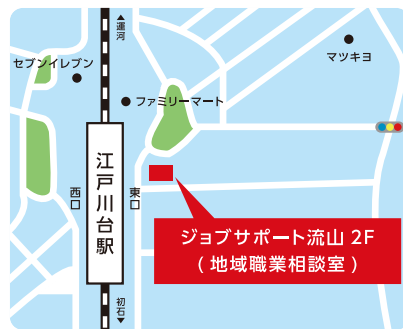 ▲運河
セブンイレブン
マツキヨ
ファミリーマート
江戸川台駅
西口
東口
ジョブサポート流山 2F
(地域職業相談室)
初石▼